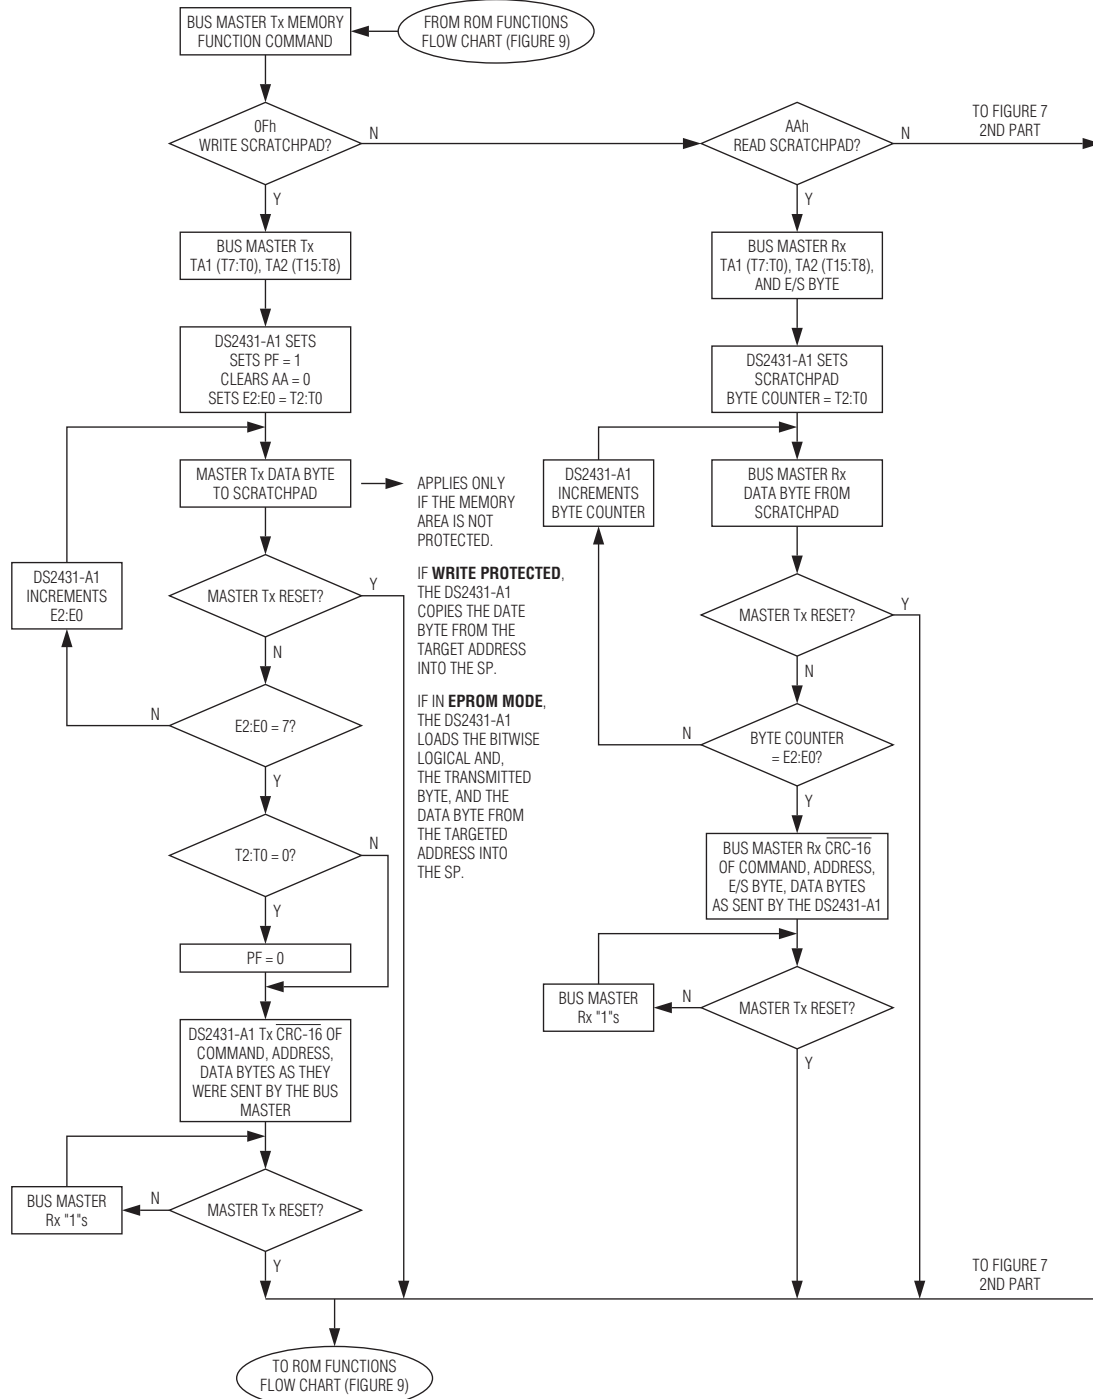 BUS MASTER Tx MEMORY
FUNCTION COMMAND
FROM ROM FUNCTIONS
FLOW CHART (FIGURE 9)
0Fh
WRITE SCRATCHPAD?
N
Y
AAh
READ SCRATCHPAD?
N
Y
TO FIGURE 7
2ND PART
BUS MASTER Tx
TA1 (T7:T0), TA2 (T15:T8)
DS2431-A1 SETS
SETS PF = 1
CLEARS AA = 0
SETS E2:E0 = T2:T0
MASTER Tx DATA BYTE
TO SCRATCHPAD
APPLIES ONLY
IF THE MEMORY
AREA IS NOT
PROTECTED.
IF WRITE PROTECTED,
THE DS2431-A1
COPIES THE DATE
BYTE FROM THE
TARGET ADDRESS
INTO THE SP.
IF IN EPROM MODE,
THE DS2431-A1
LOADS THE BITWISE
LOGICAL AND,
THE TRANSMITTED
BYTE, AND THE
DATA BYTE FROM
THE TARGETED
ADDRESS INTO
THE SP.
DS2431-A1
INCREMENTS
E2:E0
MASTER Tx RESET?
Y
N
E2:E0 = 7?
N
Y
T2:T0 = 0?
N
Y
PF = 0
DS2431-A1 Tx CRC-16 OF
COMMAND, ADDRESS,
DATA BYTES AS THEY
WERE SENT BY THE BUS
MASTER
BUS MASTER
Rx "1"s
N
MASTER Tx RESET?
Y
BUS MASTER Rx
TA1 (T7:T0), TA2 (T15:T8),
AND E/S BYTE
DS2431-A1 SETS
SCRATCHPAD
BYTE COUNTER = T2:T0
DS2431-A1
INCREMENTS
BYTE COUNTER
BUS MASTER Rx
DATA BYTE FROM
SCRATCHPAD
MASTER Tx RESET?
Y
N
BYTE COUNTER
= E2:E0?
N
Y
BUS MASTER Rx CRC-16
OF COMMAND, ADDRESS,
E/S BYTE, DATA BYTES
AS SENT BY THE DS2431-A1
BUS MASTER
Rx "1"s
N
MASTER Tx RESET?
Y
TO FIGURE 7
2ND PART
TO ROM FUNCTIONS
FLOW CHART (FIGURE 9)